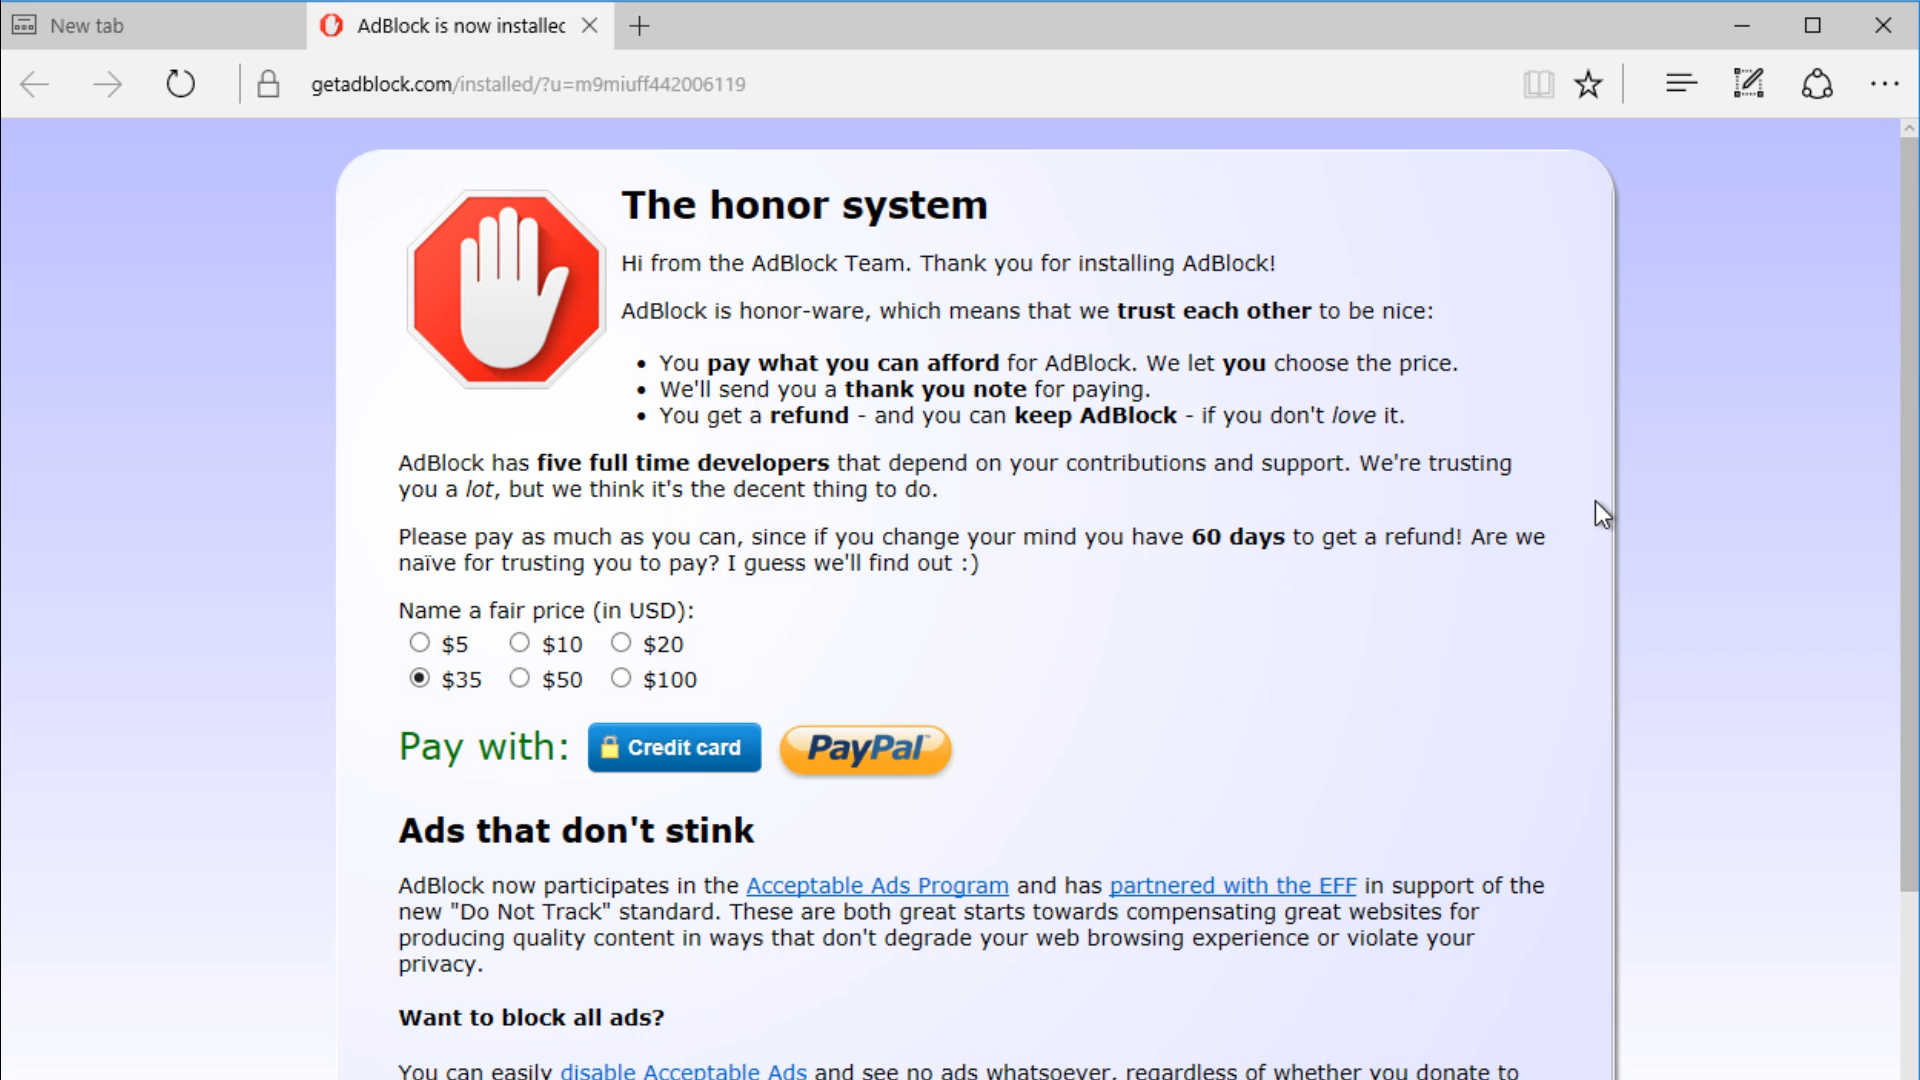 New tab
AdBlock is now installed
getadblock.com/installed/?u=m9miuff442006119
The honor system
Hi from the AdBlock Team. Thank you for installing AdBlock!
AdBlock is honor-ware, which means that we trust each other to be nice:
• You pay what you can afford for AdBlock. We let you choose the price.
• We'll send you a thank you note for paying.
• You get a refund - and you can keep AdBlock - if you don't love it.
AdBlock has five full time developers that depend on your contributions and support. We're trusting
you a lot, but we think it's the decent thing to do.
Please pay as much as you can, since if you change your mind you have 60 days to get a refund! Are we
naïve for trusting you to pay? I guess we'll find out :)
Name a fair price (in USD):
$5 $10 $20
$35 $50 $100
Pay with: Credit card PayPal™
Ads that don't stink
AdBlock now participates in the Acceptable Ads Program and has partnered with the EFF in support of the
new "Do Not Track" standard. These are both great starts towards compensating great websites for
producing quality content in ways that don't degrade your web browsing experience or violate your
privacy.
Want to block all ads?
You can easily disable Acceptable Ads and see no ads whatsoever, regardless of whether you donate to